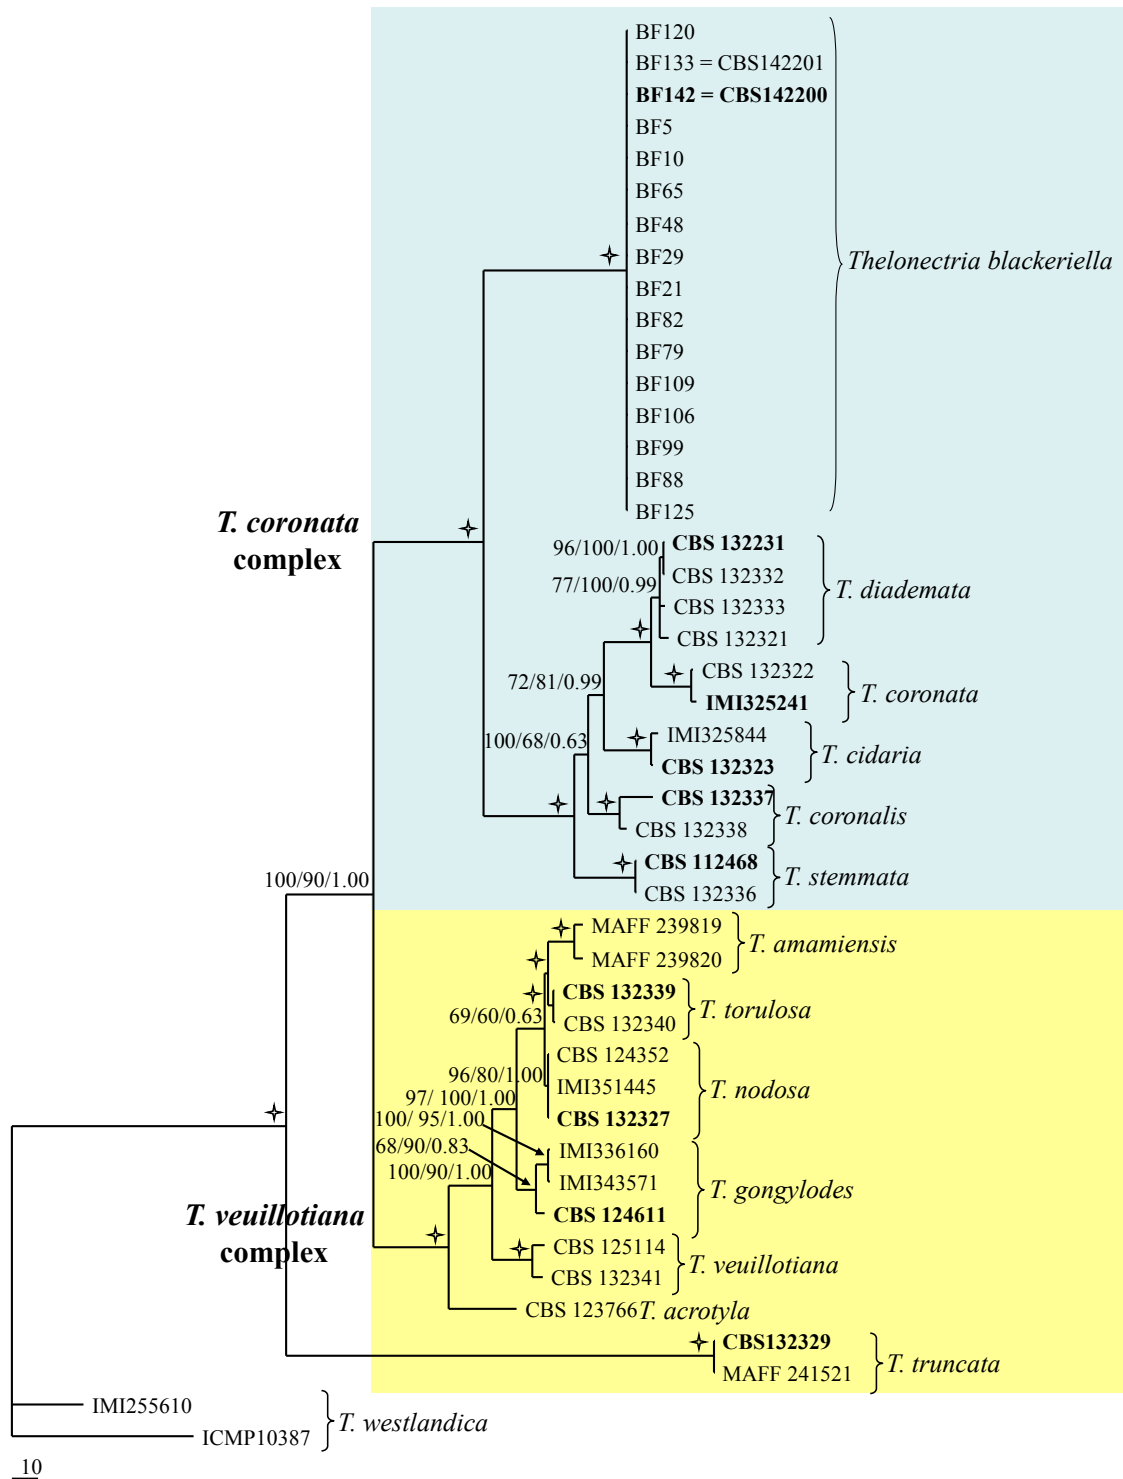 BF120
BF133 = CBS142201
BF142 = CBS142200
BF5
BF10
BF65
BF48
BF29
BF21
BF82
BF79
BF109
BF106
BF99
BF88
BF125
Thelonectria blackeriella
T. coronata
complex
96/100/1.00
CBS 132231
77/100/0.99
CBS 132332
CBS 132333
CBS 132321
T. diademata
72/81/0.99
CBS 132322
IMI325241
T. coronata
100/68/0.63
IMI325844
CBS 132323
T. cidaria
CBS 132337
CBS 132338
T. coronalis
CBS 112468
CBS 132336
T. stemmata
100/90/1.00
MAFF 239819
MAFF 239820
T. amamiensis
CBS 132339
CBS 132340
T. torulosa
69/60/0.63
CBS 124352
IMI351445
CBS 132327
T. nodosa
96/80/1.00
97/ 100/1.00
100/ 95/1.00
68/90/0.83
100/90/1.00
IMI336160
IMI343571
CBS 124611
T. gongylodes
T. veuillotiana
complex
CBS 125114
CBS 132341
T. veuillotiana
CBS 123766 T. acrotyla
CBS132329
MAFF 241521
T. truncata
IMI255610
ICMP10387
T. westlandica
10